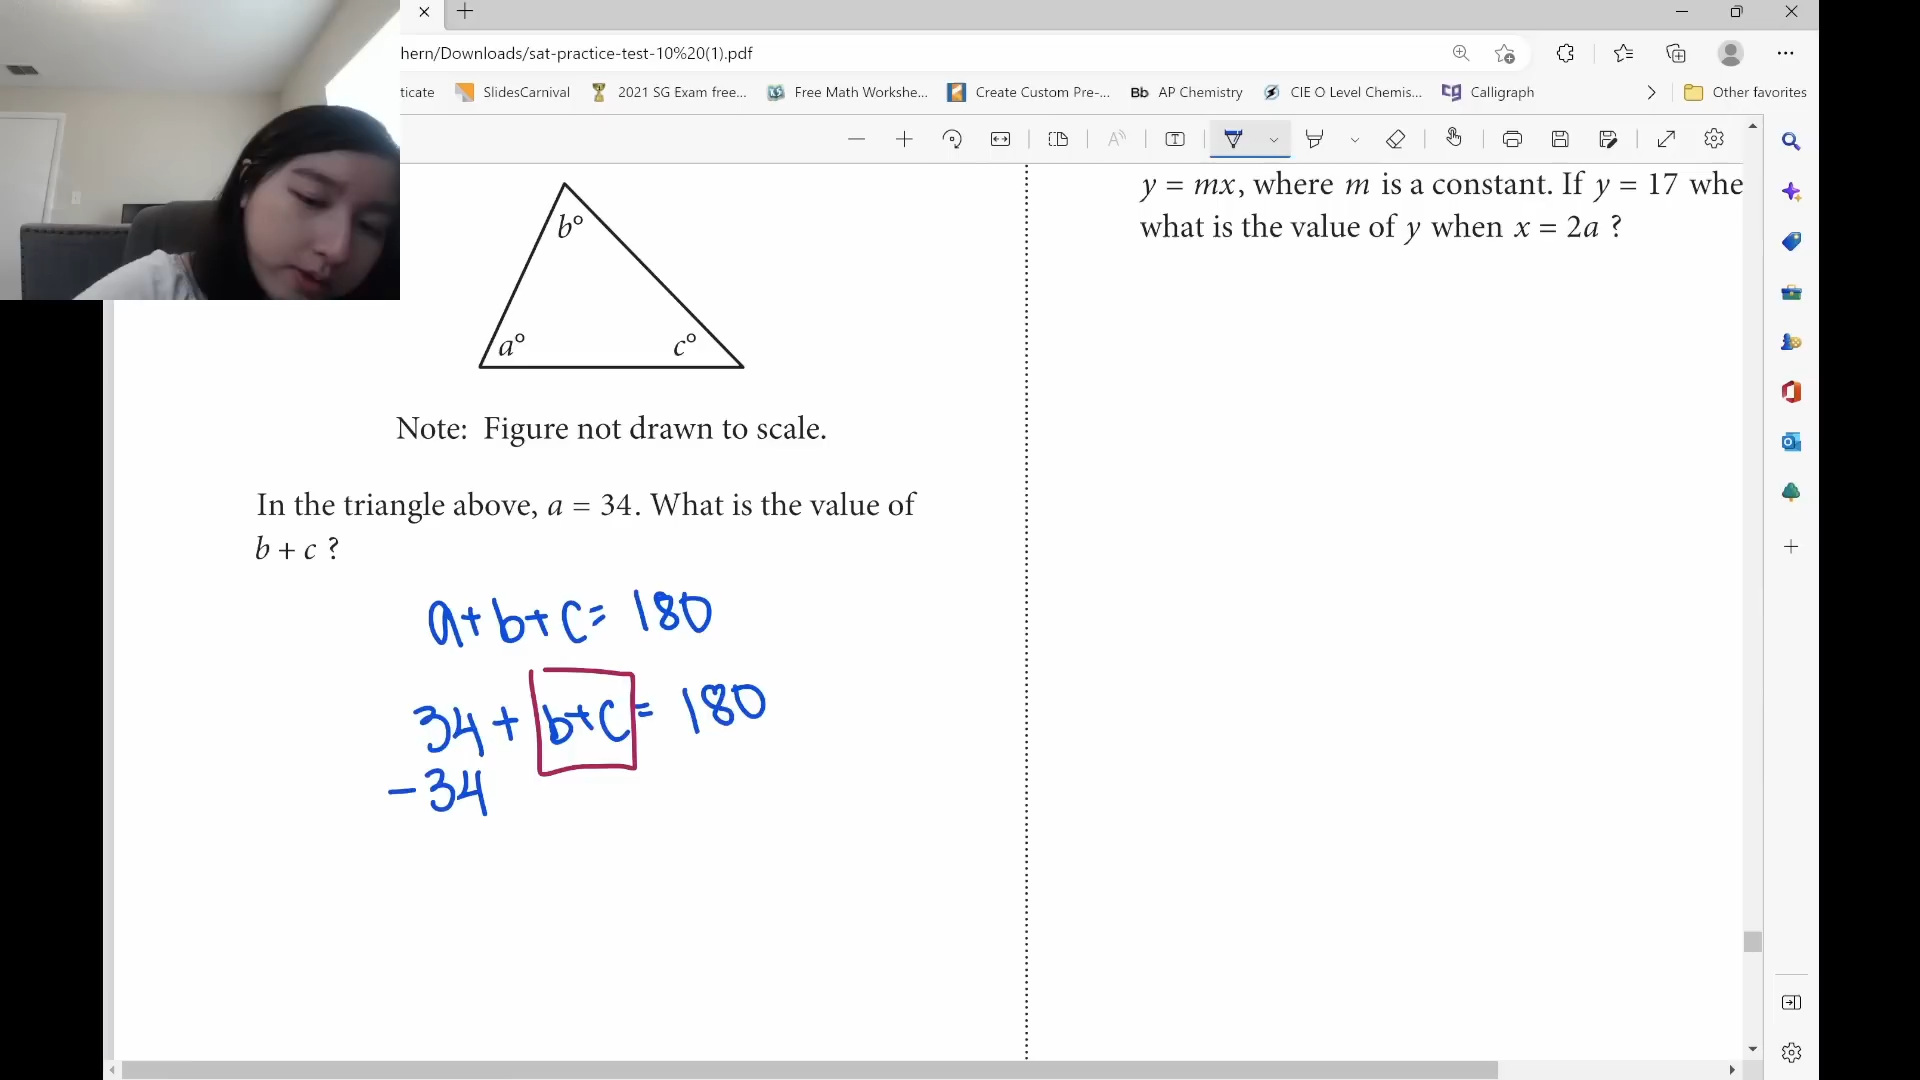 hern/Downloads/sat-practice-test-10%20(1).pdf
ticate SlidesCarnival 2021 SG Exam free... Free Math Workshe... Create Custom Pre-... Bb AP Chemistry CIE O Level Chemis... Calligraph Other favorites
b°
a° c°
Note: Figure not drawn to scale.
In the triangle above, a = 34. What is the value of
b + c ?
a+b+c= 180
34 + b+c = 180
-34
y = mx, where m is a constant. If y = 17 whe
what is the value of y when x = 2a ?